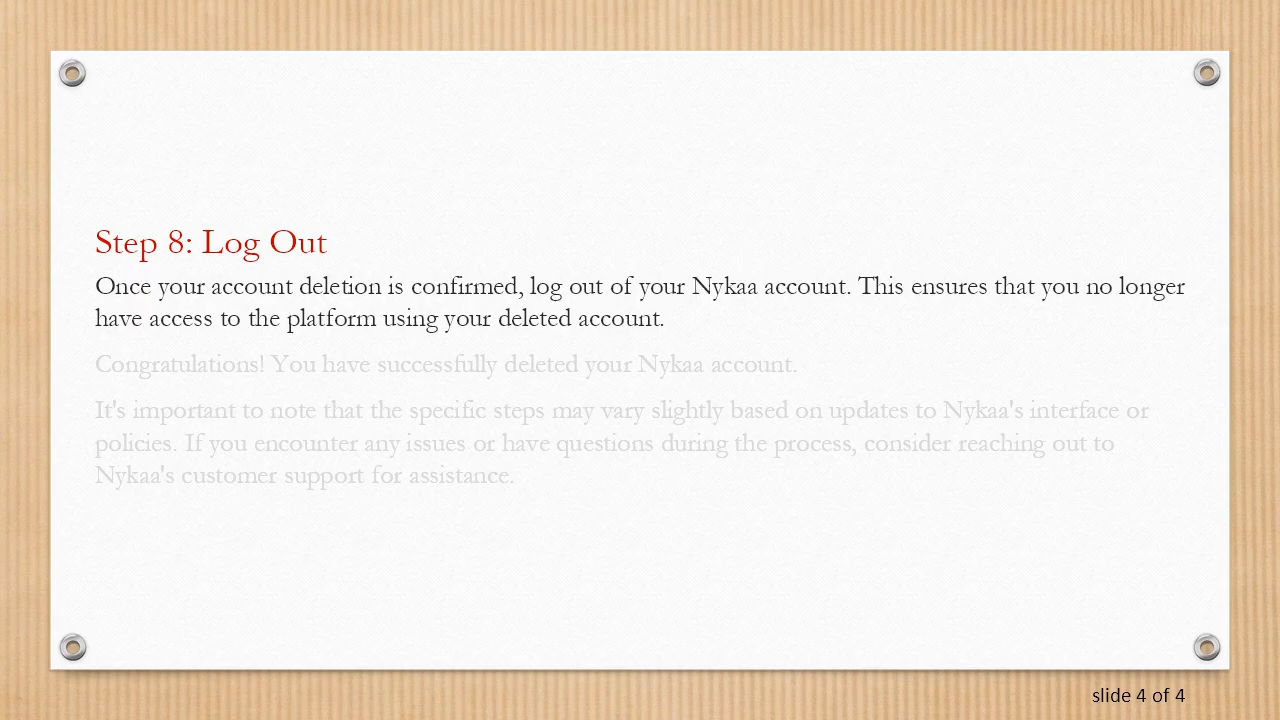 Step 8: Log Out
Once your account deletion is confirmed, log out of your Nykaa account. This ensures that you no longer
have access to the platform using your deleted account.
Congratulations! You have successfully deleted your Nykaa account.
It's important to note that the specific steps may vary slightly based on updates to Nykaa's interface or
policies. If you encounter any issues or have questions during the process, consider reaching out to
Nykaa's customer support for assistance.
slide 4 of 4